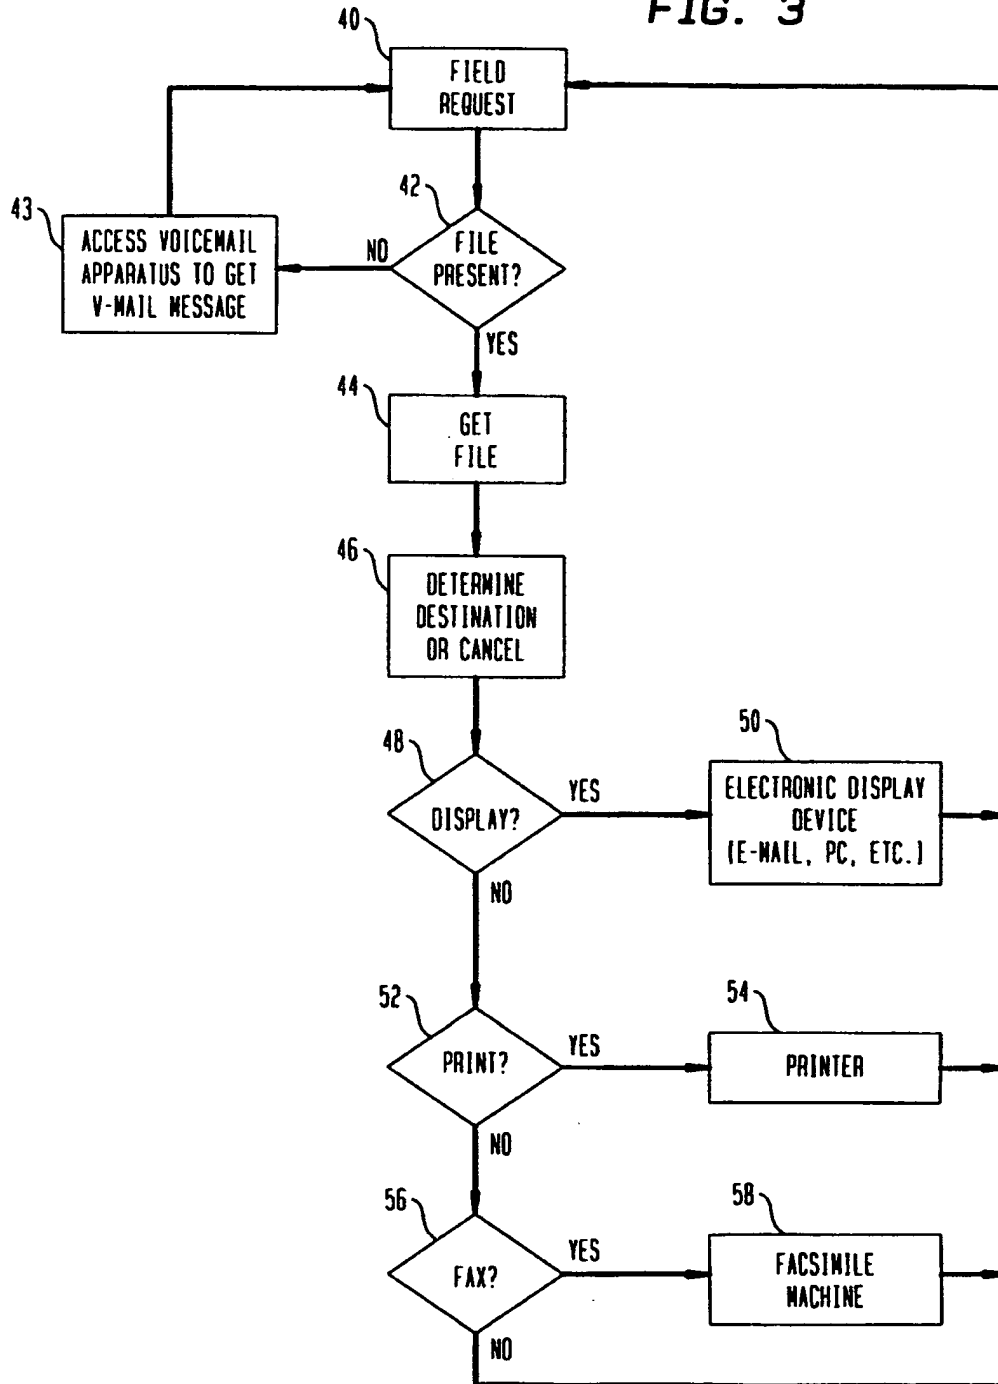 FIG. 3
40
FIELD
REQUEST
42
FILE
PRESENT?
NO
43
ACCESS VOICEMAIL
APPARATUS TO GET
V-MAIL MESSAGE
YES
44
GET
FILE
46
DETERMINE
DESTINATION
OR CANCEL
48
DISPLAY?
YES
50
ELECTRONIC DISPLAY
DEVICE
(E-MAIL, PC, ETC.)
NO
52
PRINT?
YES
54
PRINTER
NO
56
FAX?
YES
58
FACSIMILE
MACHINE
NO